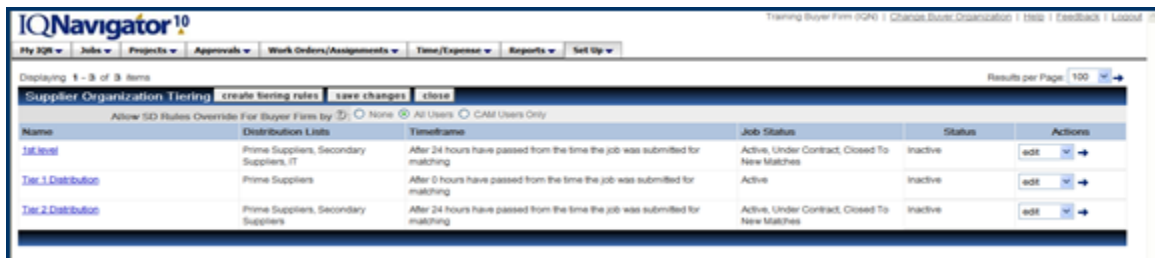 IQNavigator 10
Training Buyer Firm (IQN) | Change Buyer Organization | Help | Feedback | Logout
My IQN Jobs Projects Approvals Work Orders/Assignments Time/Expense Reports Set Up
Displaying 1 - 3 of 3 items Results per Page: 100
Supplier Organization Tiering create tiering rules save changes close
Allow SD Rules Override For Buyer Firm by ? None All Users CAM Users Only
Name Distribution Lists Timeframe Job Status Status Actions
1st level Prime Suppliers, Secondary After 24 hours have passed from the time the job was submitted for Active, Under Contract, Closed To Inactive edit
Suppliers, IT matching New Matches
Tier 1 Distribution Prime Suppliers After 0 hours have passed from the time the job was submitted for Active Inactive edit
matching
Tier 2 Distribution Prime Suppliers, Secondary After 24 hours have passed from the time the job was submitted for Active, Under Contract, Closed To Inactive edit
Suppliers matching New Matches